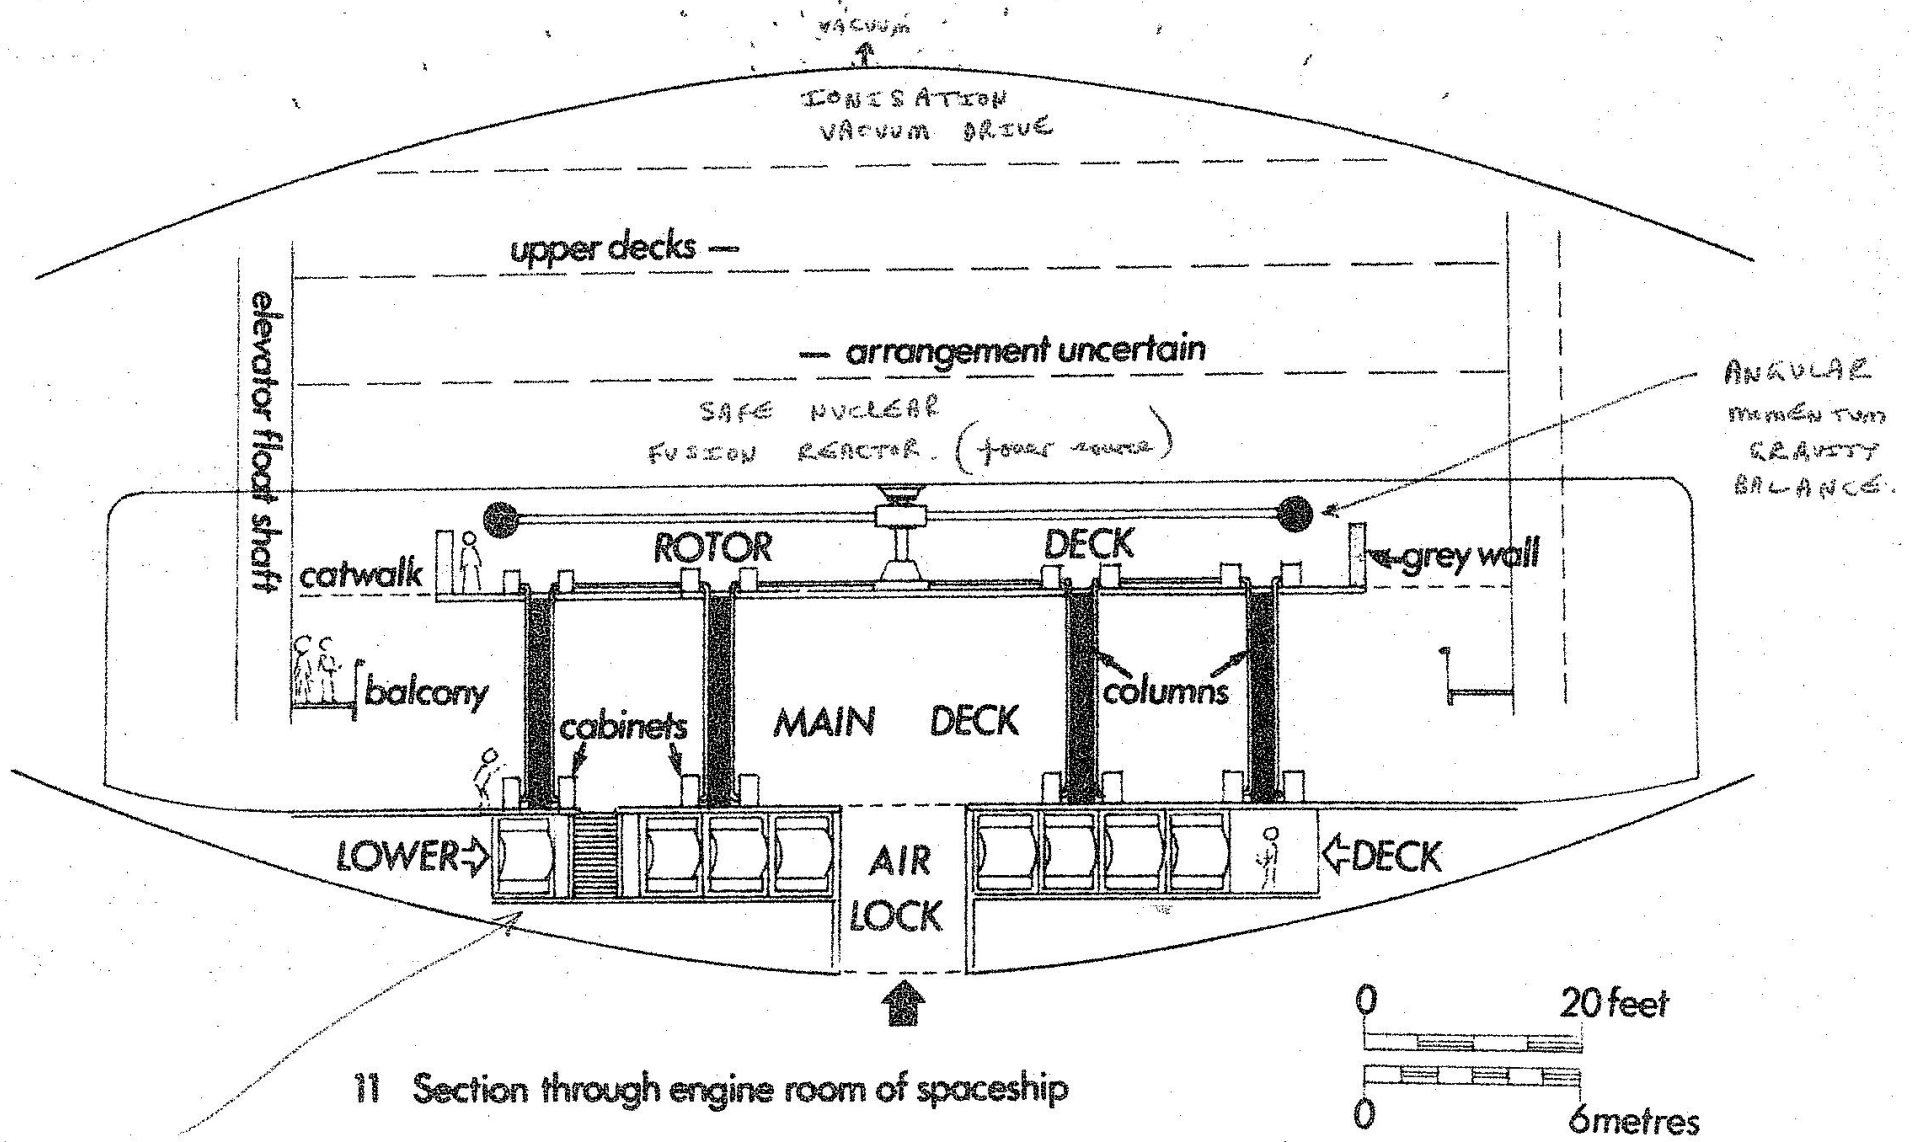 VACUUM
IONISATION
VACUUM DRIVE
upper decks —
— arrangement uncertain
elevator float shaft
SAFE NUCLEAR
FUSION REACTOR. (power source)
ANGULAR
MOMENTUM
GRAVITY
BALANCE.
ROTOR DECK
catwalk
grey wall
balcony
columns
cabinets
MAIN DECK
LOWER
AIR
LOCK
DECK
0 20 feet
11 Section through engine room of spaceship
0 6 metres